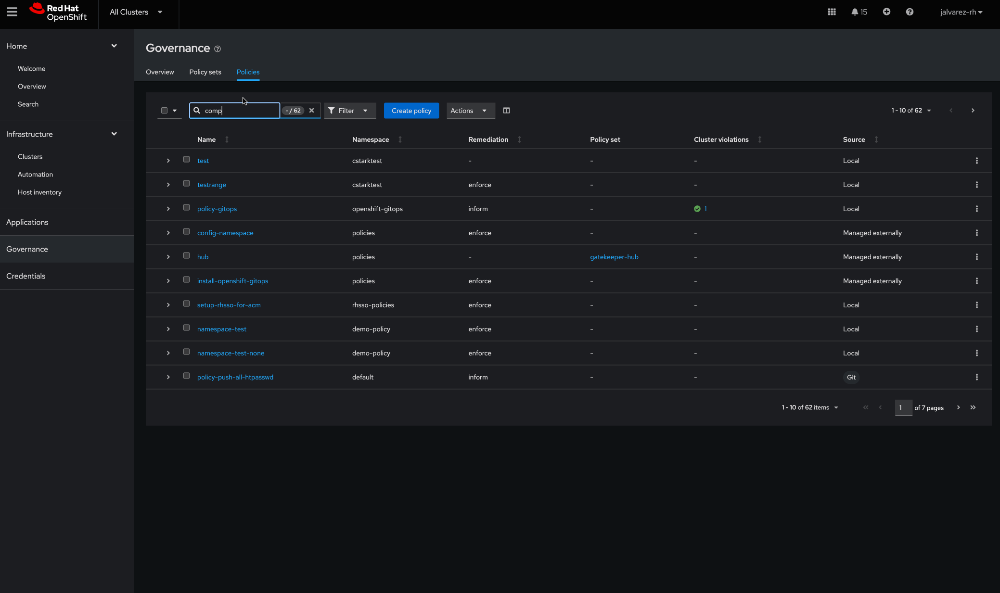 Red Hat
OpenShift
All Clusters
15
jalvarez-rh
Home
Welcome
Overview
Search
Infrastructure
Clusters
Automation
Host inventory
Applications
Governance
Credentials
Governance
Overview Policy sets Policies
comp - / 62 Filter Create policy Actions 1 - 10 of 62
Name Namespace Remediation Policy set Cluster violations Source
test cstarktest - - - Local
testrange cstarktest enforce - - Local
policy-gitops openshift-gitops inform - 1 Local
config-namespace policies enforce - - Managed externally
hub policies - gatekeeper-hub - Managed externally
install-openshift-gitops policies enforce - - Managed externally
setup-rhsso-for-acm rhsso-policies enforce - - Local
namespace-test demo-policy enforce - - Local
namespace-test-none demo-policy enforce - - Local
policy-push-all-htpasswd default inform - - Git
1 - 10 of 62 items 1 of 7 pages